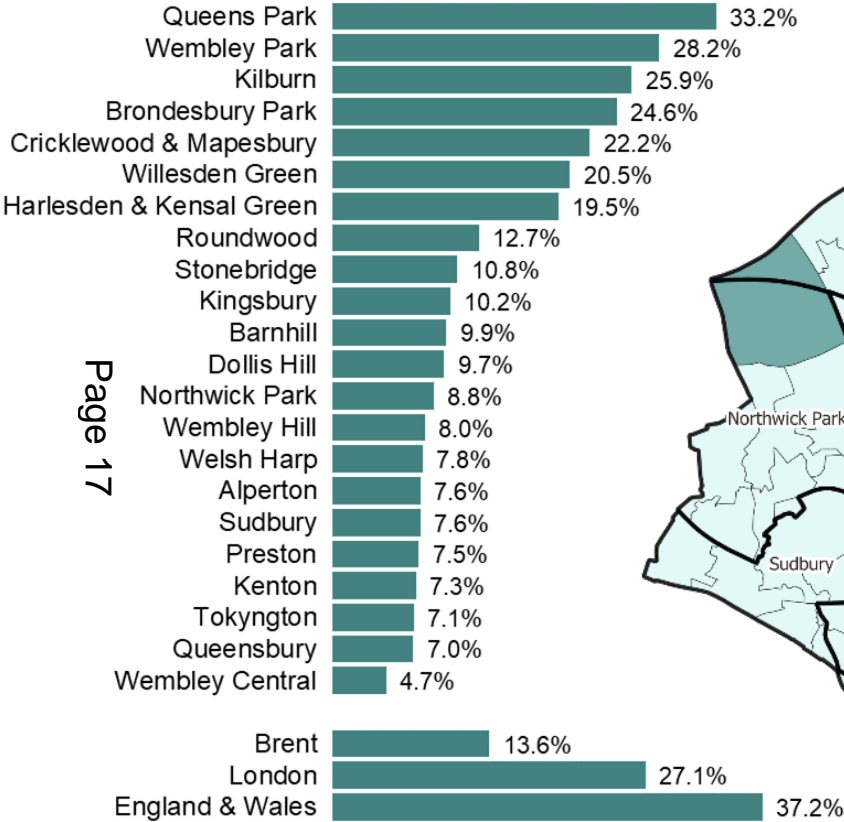 Queens Park 33.2%
Wembley Park 28.2%
Kilburn 25.9%
Brondesbury Park 24.6%
Cricklewood & Mapesbury 22.2%
Willesden Green 20.5%
Harlesden & Kensal Green 19.5%
Roundwood 12.7%
Stonebridge 10.8%
Kingsbury 10.2%
Barnhill 9.9%
Dollis Hill 9.7%
Northwick Park 8.8%
Wembley Hill 8.0%
Welsh Harp 7.8%
Alperton 7.6%
Sudbury 7.6%
Preston 7.5%
Kenton 7.3%
Tokyngton 7.1%
Queensbury 7.0%
Wembley Central 4.7%
Brent 13.6%
London 27.1%
England & Wales 37.2%
Page 17
Northwick Park
Sudbury